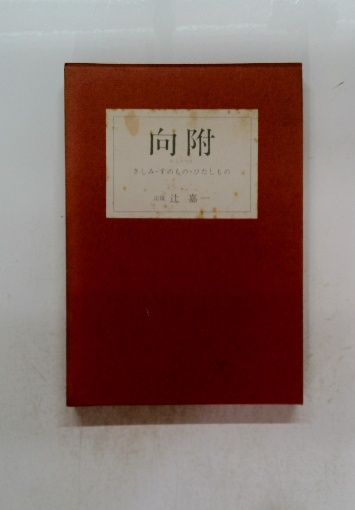 向附
さしみ・すのもの・ひたしもの
辻 嘉一